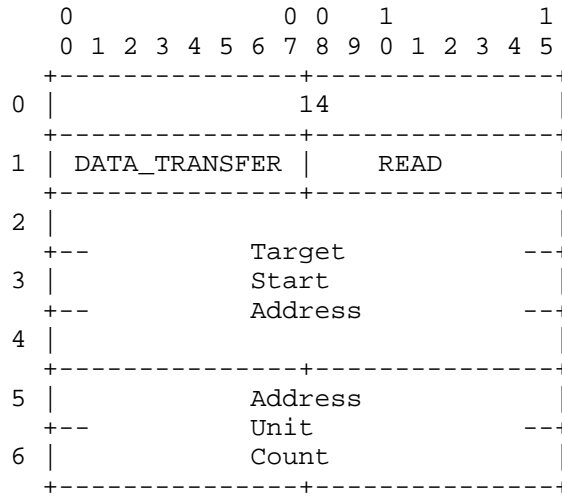 0 0 0 1 1
0 1 2 3 4 5 6 7 8 9 0 1 2 3 4 5
+---------------+---------------+
0 | 14 |
+---------------+---------------+
1 | DATA_TRANSFER | READ |
+---------------+---------------+
2 | |
+-- Target --+
3 | Start |
+-- Address --+
4 | |
+---------------+---------------+
5 | Address |
+-- Unit --+
6 | Count |
+---------------+---------------+